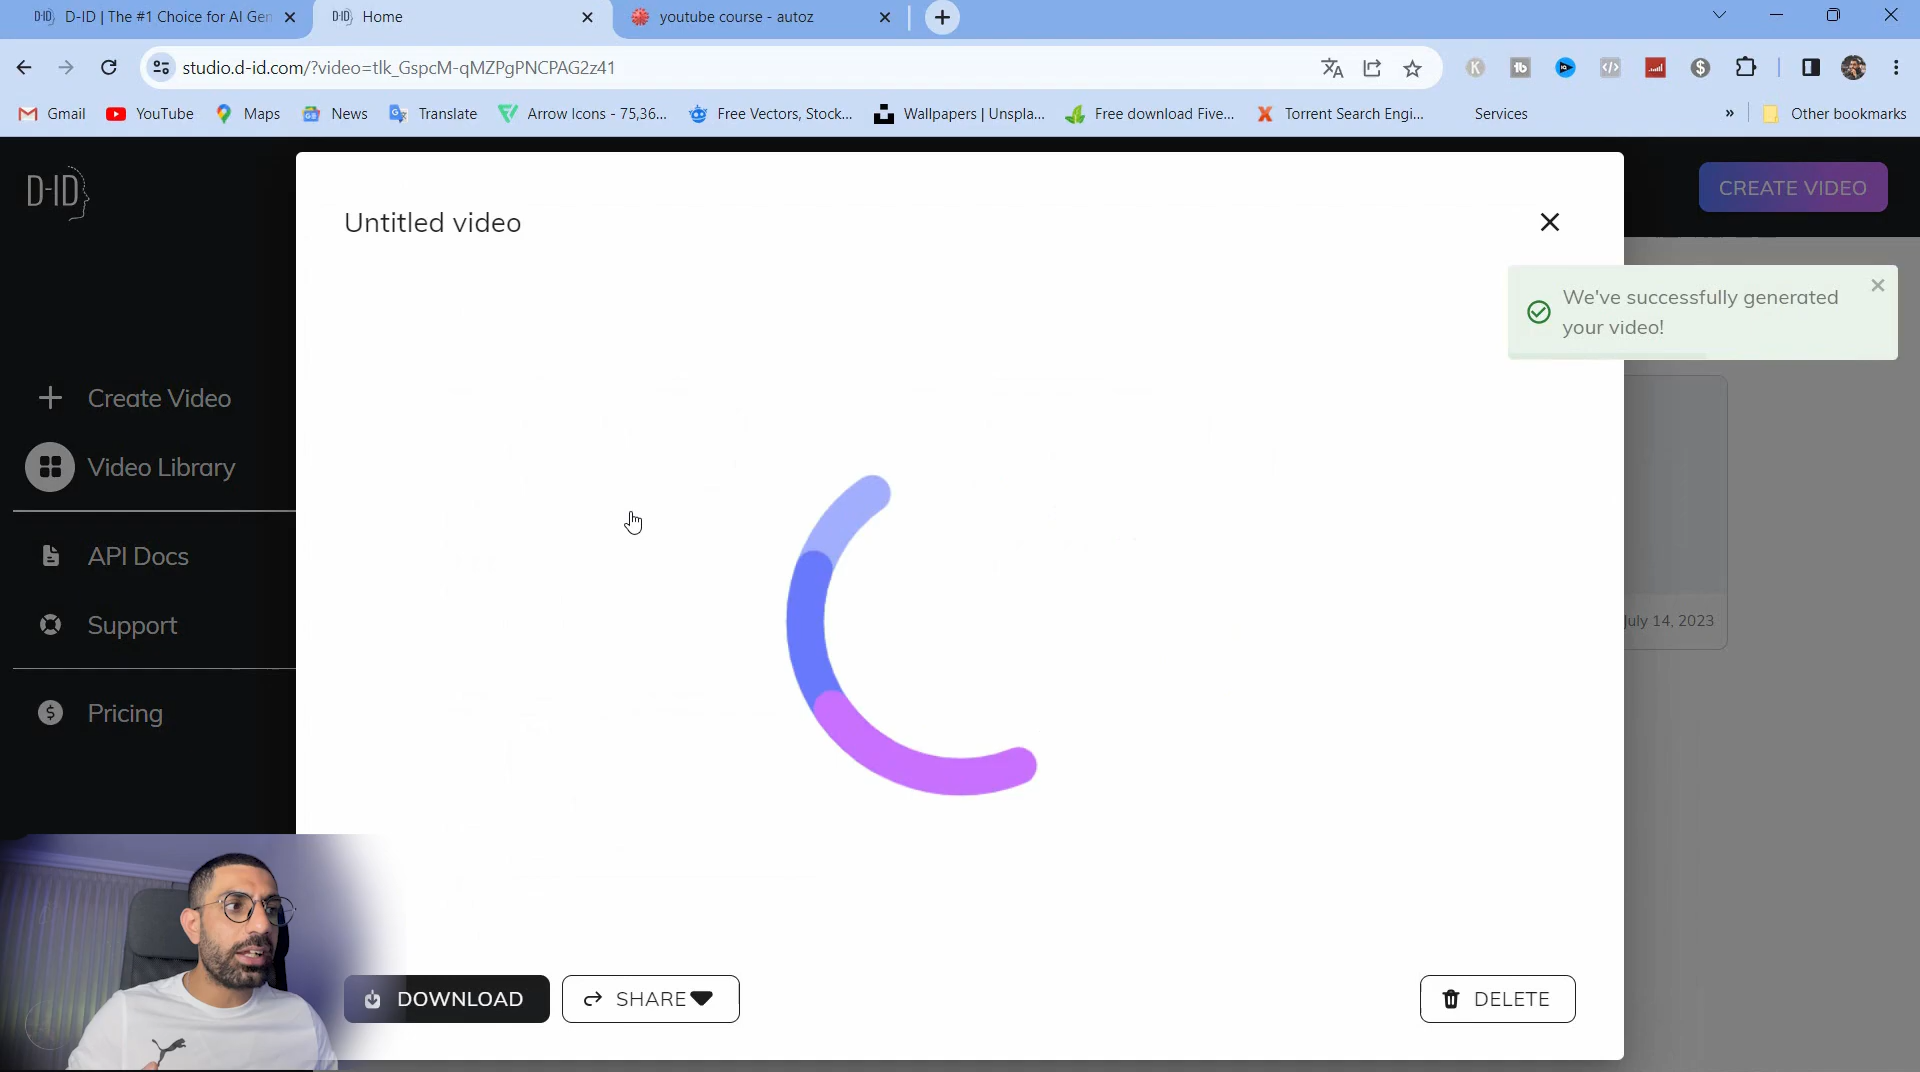 D-ID D-ID | The #1 Choice for AI Gen
D-ID Home
youtube course - autoz
studio.d-id.com/?video=tlk_GspcM-qMZPgPNCPAG2z41
Gmail
YouTube
Maps
News
Translate
Arrow Icons - 75,36...
Free Vectors, Stock...
Wallpapers | Unspla...
Free download Five...
Torrent Search Engi...
Services
»
Other bookmarks
D-ID
CREATE VIDEO
Untitled video
We've successfully generated
your video!
Create Video
Video Library
API Docs
Support
Pricing
July 14, 2023
DOWNLOAD
SHARE
DELETE